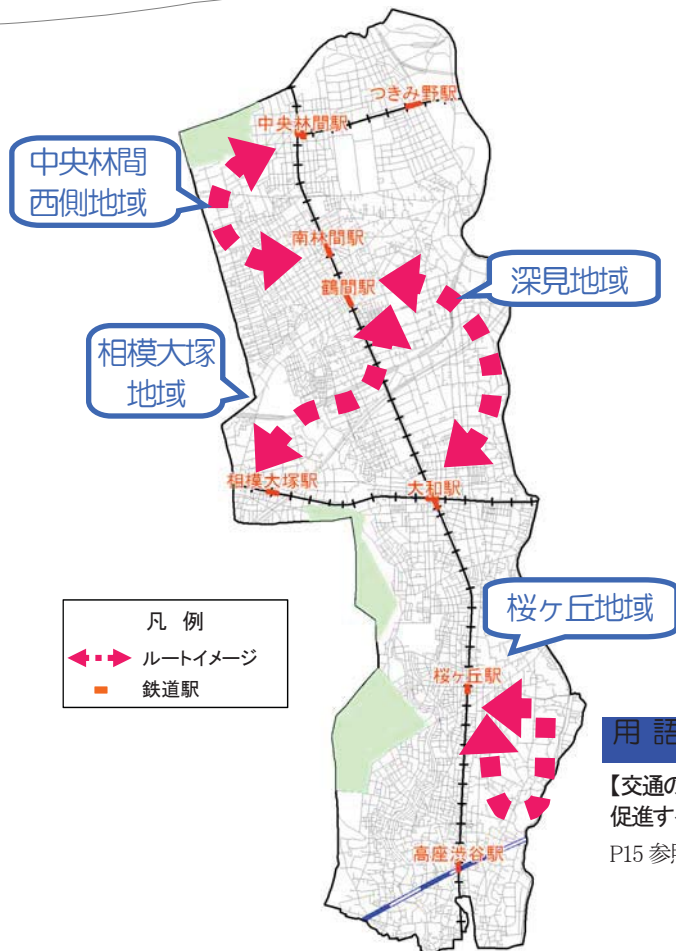 つきみ野駅
中央林間駅
中央林間
西側地域
南林間駅
深見地域
鶴間駅
相模大塚
地域
相模大塚駅
大和駅
桜ヶ丘地域
凡 例
ルートイメージ
鉄道駅
桜ヶ丘駅
用 語
【交通の
促進す
P15 参照
高座渋谷駅